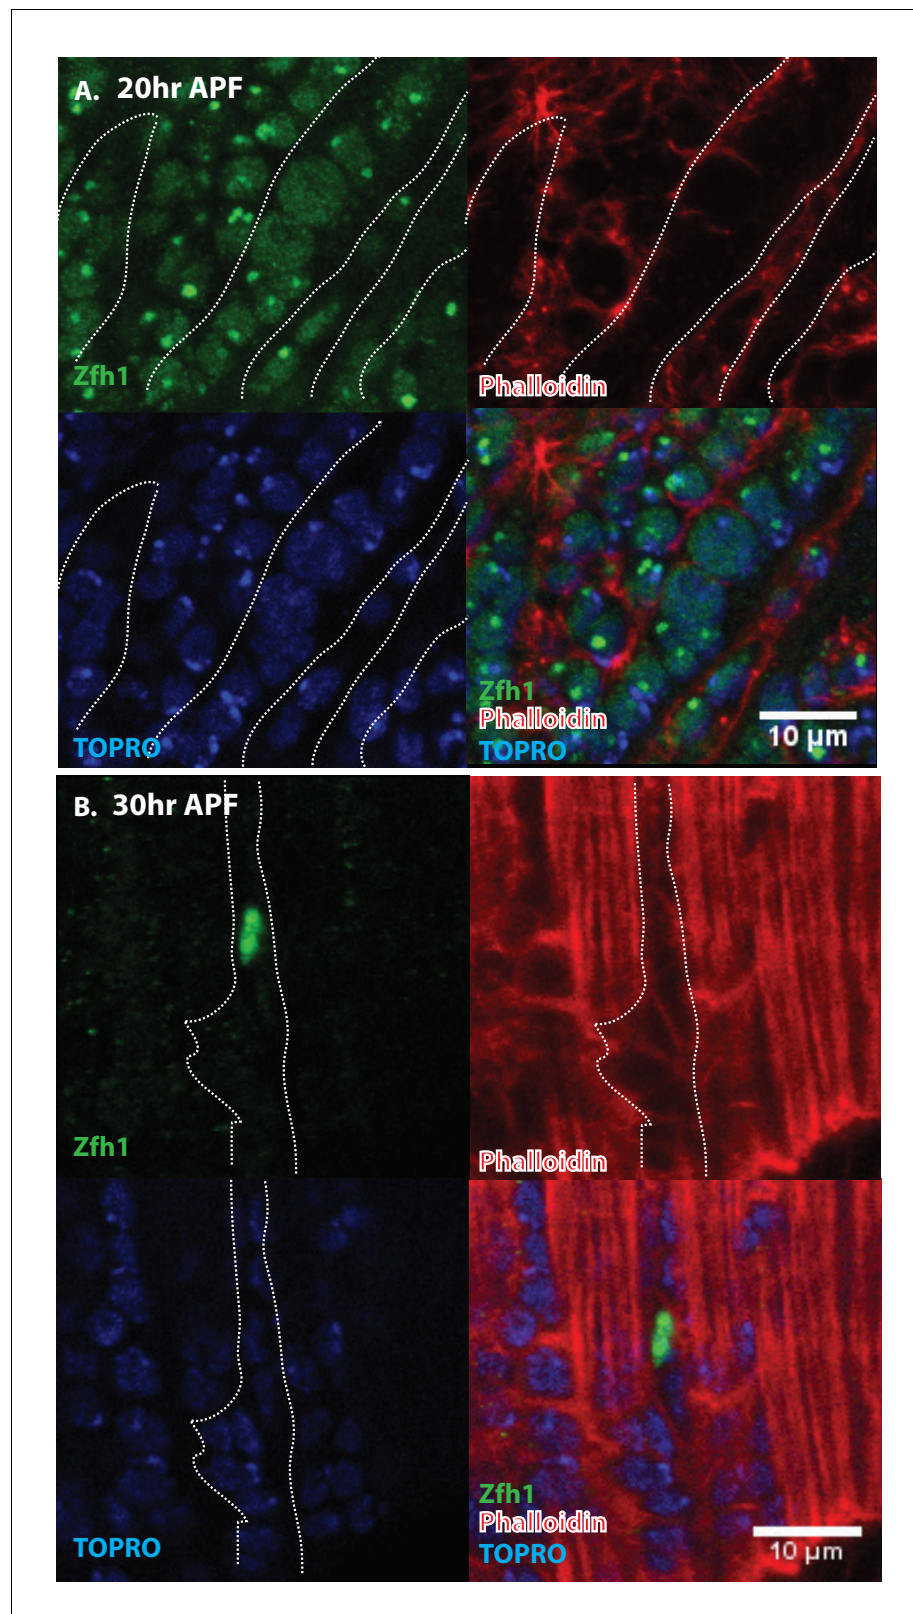 A. 20hr APF
Zfh1
Phalloidin
TOPRO
Zfh1
Phalloidin
TOPRO
10 µm
B. 30hr APF
Zfh1
Phalloidin
TOPRO
Zfh1
Phalloidin
TOPRO
10 µm